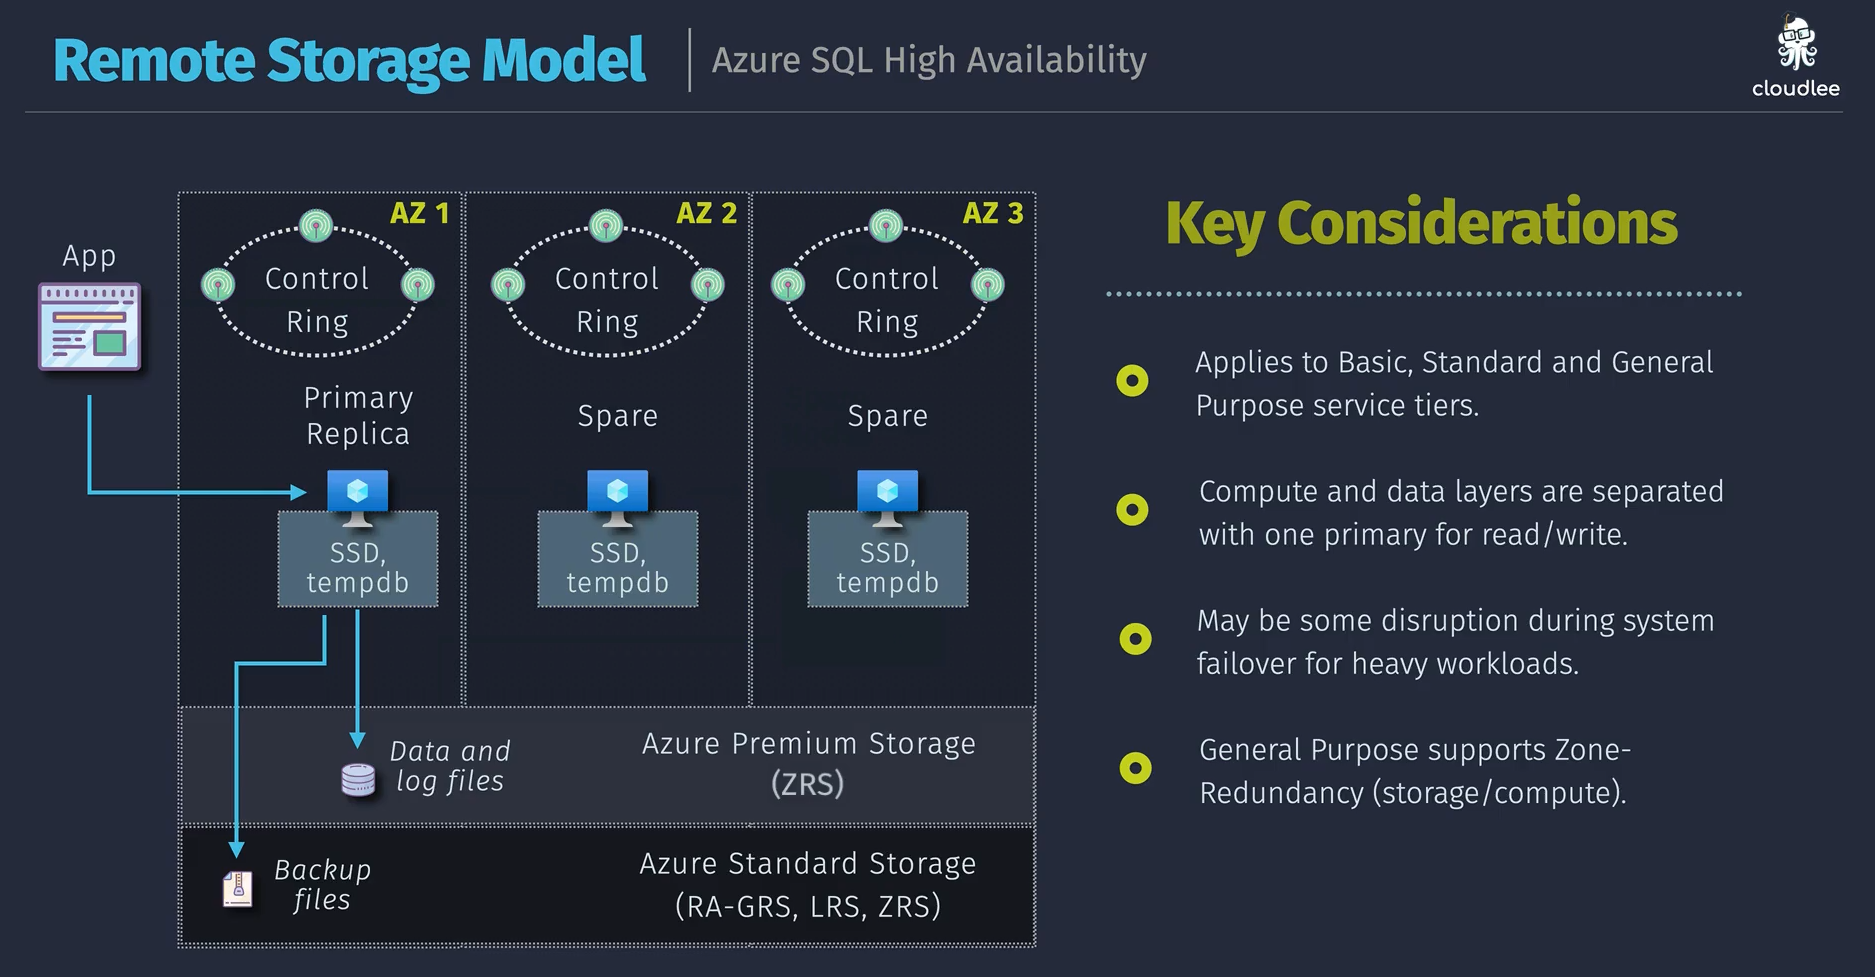 Remote Storage Model
Azure SQL High Availability
cloudlee
App
AZ 1
Control
Ring
Primary
Replica
SSD,
tempdb
AZ 2
Control
Ring
Spare
SSD,
tempdb
AZ 3
Control
Ring
Spare
SSD,
tempdb
Data and
log files
Azure Premium Storage
(ZRS)
Backup
files
Azure Standard Storage
(RA-GRS, LRS, ZRS)
Key Considerations
Applies to Basic, Standard and General
Purpose service tiers.
Compute and data layers are separated
with one primary for read/write.
May be some disruption during system
failover for heavy workloads.
General Purpose supports Zone-
Redundancy (storage/compute).